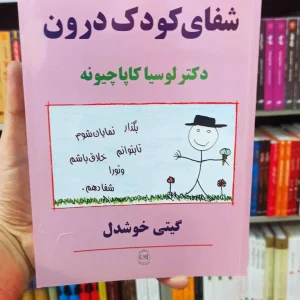 شفای کودک درون
دکتر لوسیا کاپاچیونه
بگذار نمایان شوم
تا بتوانم خلاق باشم
و تو را
شفا دهم.
گیتی خوشدل